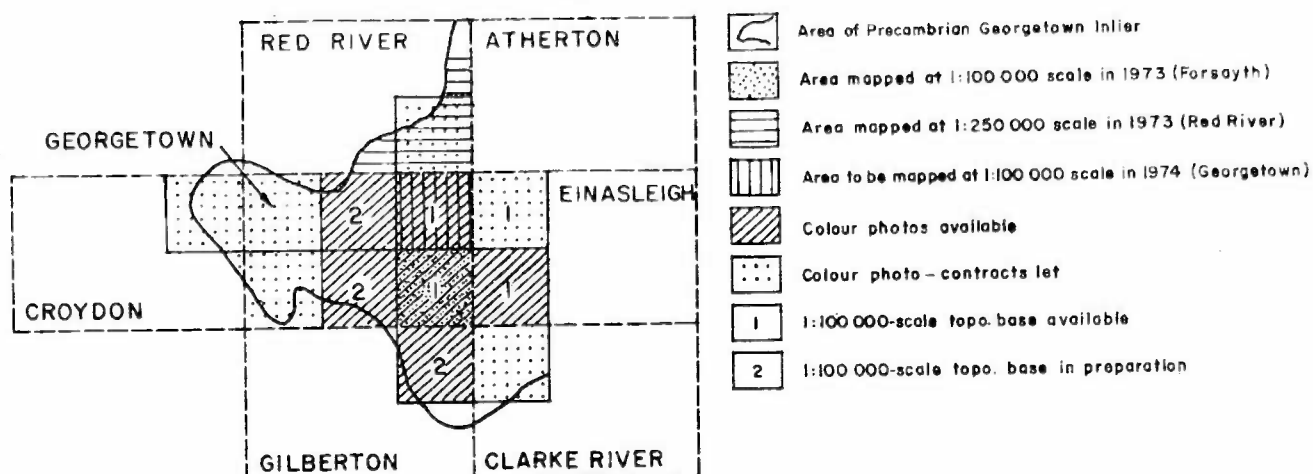 RED RIVER
ATHERTON
GEORGETOWN
EINASLEIGH
2
1
1
CROYDON
2
1
1
2
GILBERTON
CLARKE RIVER
Area of Precambrian Georgetown Inlier
Area mapped at 1:100 000 scale in 1973 (Forsayth)
Area mapped at 1:250 000 scale in 1973 (Red River)
Area to be mapped at 1:100 000 scale in 1974 (Georgetown)
Colour photos available
Colour photo-contracts let
1
1:100 000-scale topo. base available
2
1:100 000-scale topo. base in preparation